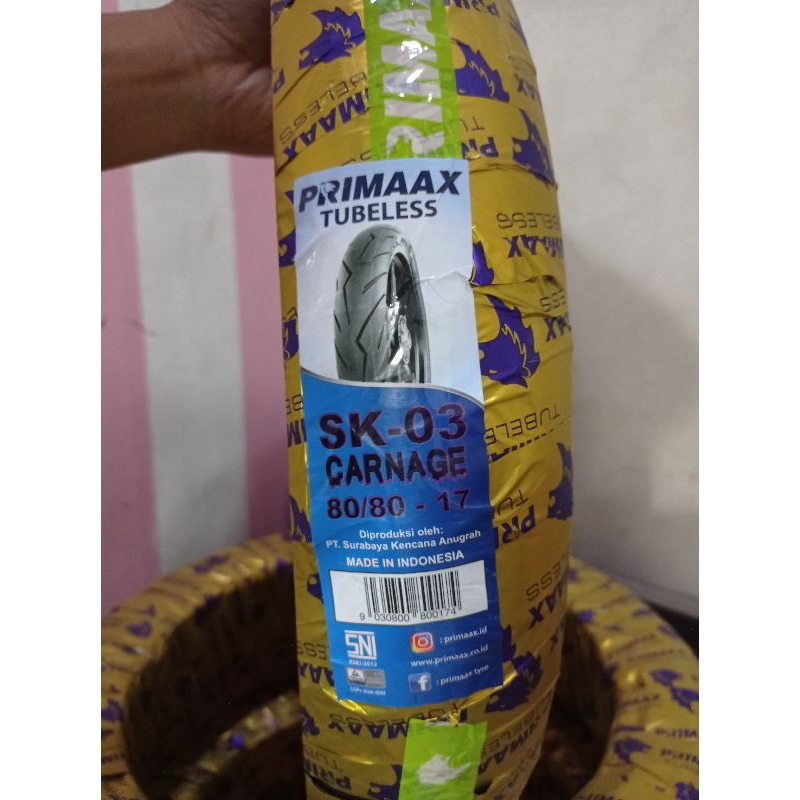 PRIMAAX
TUBELESS
SK-03
CARNAGE
80/80 - 17
Diproduksi oleh:
PT. Surabaya Kencana Anugrah
MADE IN INDONESIA
9 030800 800174
SNI
: primaax.id
www.primaax.co.id
: primaax tyre
PRIMAAX
TUBELESS